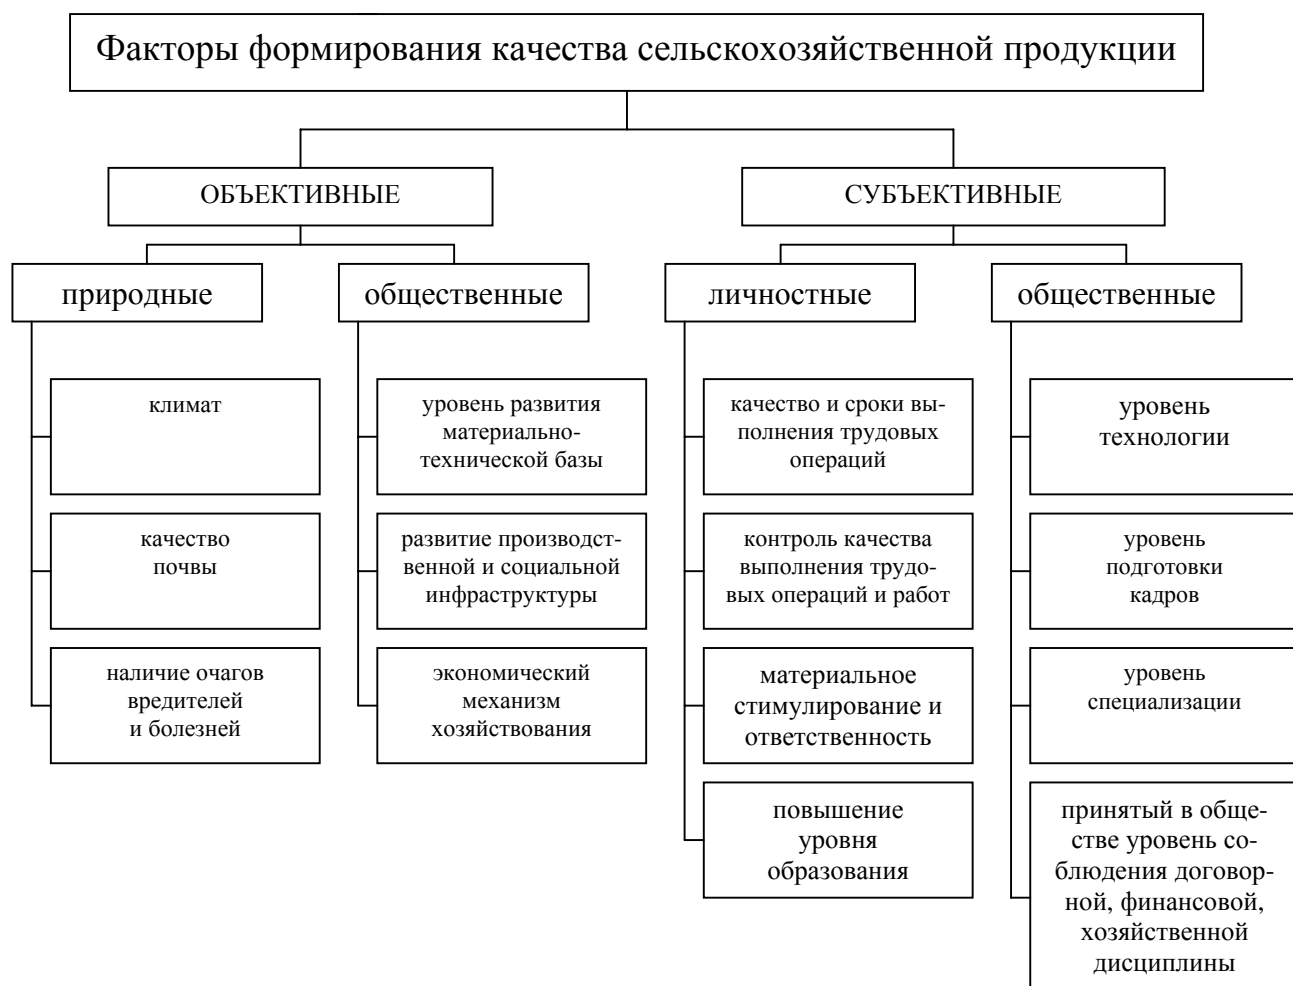 Факторы формирования качества сельскохозяйственной продукции
ОБЪЕКТИВНЫЕ
СУБЪЕКТИВНЫЕ
природные
общественные
личностные
общественные
климат
качество
почвы
наличие очагов
вредителей
и болезней
уровень развития
материально-
технической базы
развитие производст-
венной и социальной
инфраструктуры
экономический
механизм
хозяйствования
качество и сроки вы-
полнения трудовых
операций
контроль качества
выполнения трудо-
вых операций и работ
материальное
стимулирование и
ответственность
повышение
уровня
образования
уровень
технологии
уровень
подготовки
кадров
уровень
специализации
принятый в обще-
стве уровень со-
блюдения договор-
ной, финансовой,
хозяйственной
дисциплины